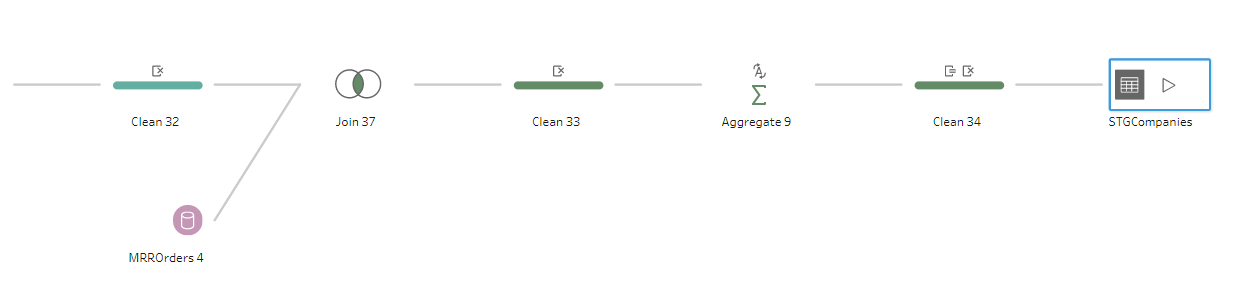 Clean 32
Join 37
Clean 33
Aggregate 9
Clean 34
STGCompanies
MRROrders 4